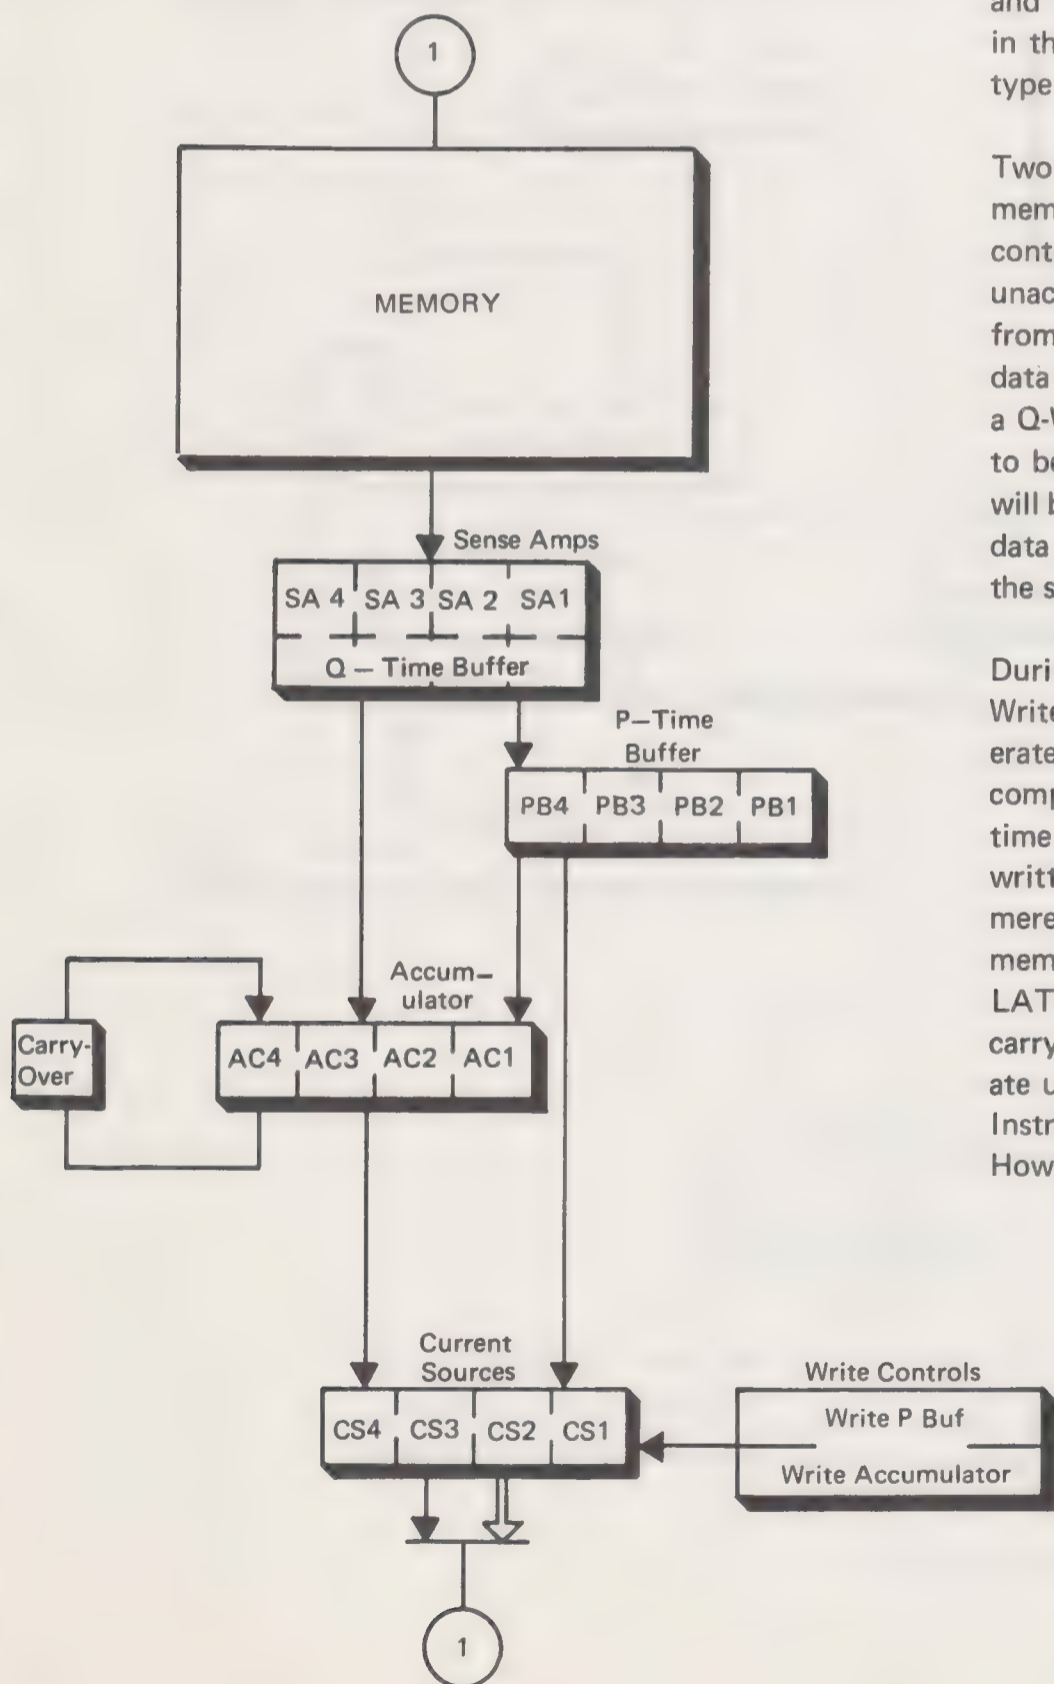 1
MEMORY
Sense Amps
SA 4 SA 3 SA 2 SA1
Q – Time Buffer
P–Time
Buffer
PB4 PB3 PB2 PB1
Accum–
ulator
Carry-
Over
AC4 AC3 AC2 AC1
Current
Sources
CS4 CS3 CS2 CS1
Write Controls
Write P Buf
Write Accumulator
1
and
in th
type
Two
mem
cont
unac
from
data
a Q-W
to be
will b
data
the s
Duri
Write
erate
comp
time
writt
mere
mem
LAT
carry
ate u
Instr
How